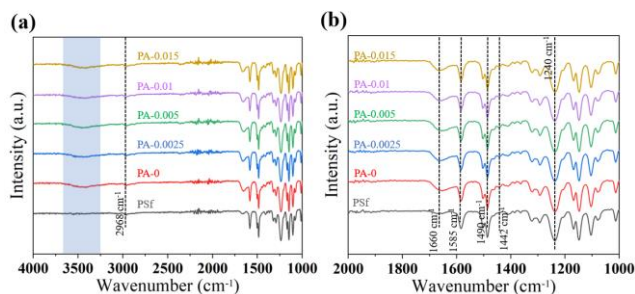 (a)
Intensity (a.u.)
PA-0.015
PA-0.01
PA-0.005
PA-0.0025
PA-0
PSf
2968 cm⁻¹
4000 3500 3000 2500 2000 1500 1000
Wavenumber (cm⁻¹)
(b)
Intensity (a.u.)
PA-0.015
PA-0.01
PA-0.005
PA-0.0025
PA-0
PSf
1660 cm⁻¹
1585 cm⁻¹
1490 cm⁻¹
1442 cm⁻¹
1240 cm⁻¹
2000 1800 1600 1400 1200 1000
Wavenumber (cm⁻¹)